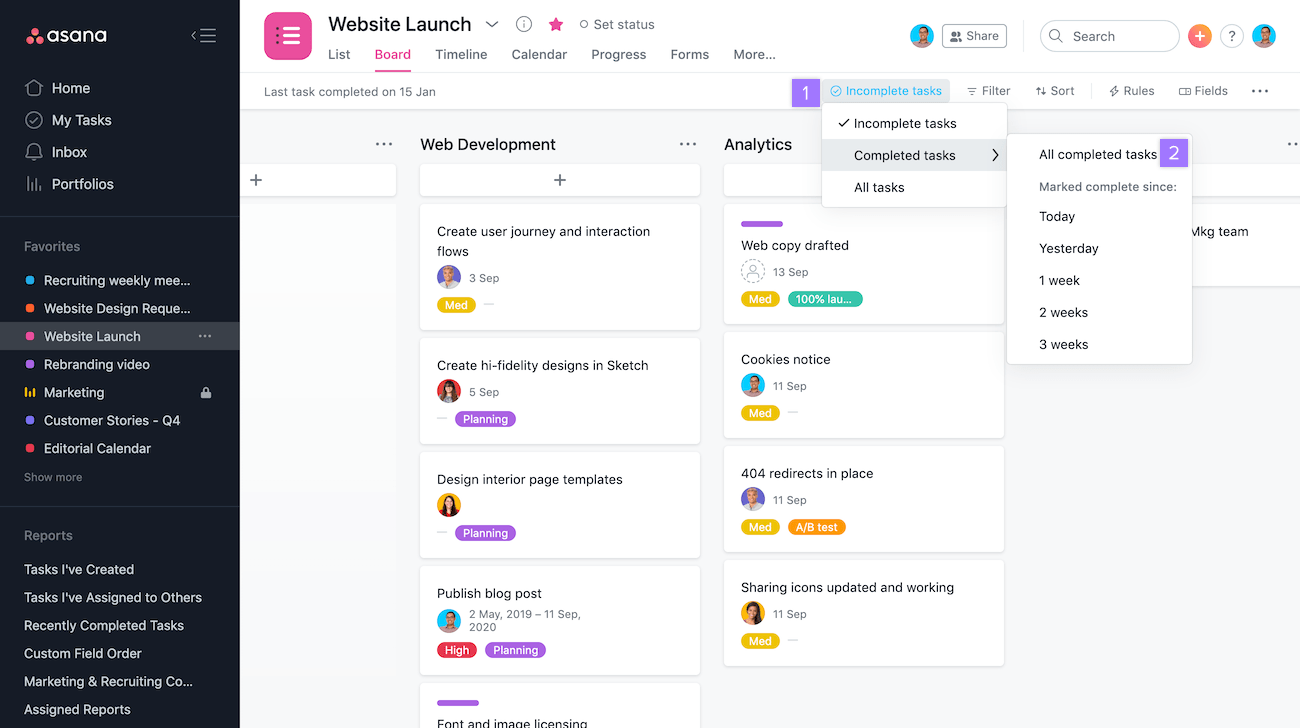 asana
Home
My Tasks
Inbox
Portfolios
Favorites
Recruiting weekly mee...
Website Design Reque...
Website Launch
Rebranding video
Marketing
Customer Stories - Q4
Editorial Calendar
Show more
Reports
Tasks I've Created
Tasks I've Assigned to Others
Recently Completed Tasks
Custom Field Order
Marketing & Recruiting Co...
Assigned Reports
Website Launch
Set status
Share
Search
?
List Board Timeline Calendar Progress Forms More...
Last task completed on 15 Jan
1
Incomplete tasks
Filter
Sort
Rules
Fields
Incomplete tasks
Completed tasks
All tasks
All completed tasks
2
Marked complete since:
Today
Yesterday
1 week
2 weeks
3 weeks
Web Development
Create user journey and interaction
flows
3 Sep
Med
Create hi-fidelity designs in Sketch
5 Sep
Planning
Design interior page templates
Planning
Publish blog post
2 May, 2019 – 11 Sep,
2020
High Planning
Font and image licensing
Analytics
Web copy drafted
13 Sep
Med 100% lau...
Cookies notice
11 Sep
Med
404 redirects in place
11 Sep
Med A/B test
Sharing icons updated and working
11 Sep
Med
Mkg team